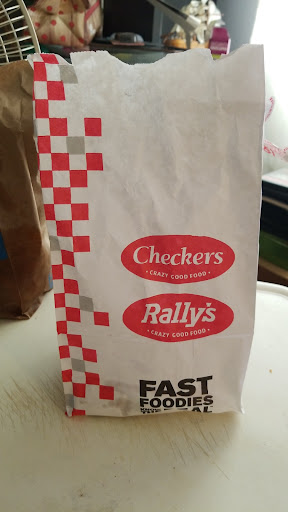 Checkers
• CRAZY GOOD FOOD •
Rally's
• CRAZY GOOD FOOD •
FAST
FOODIES